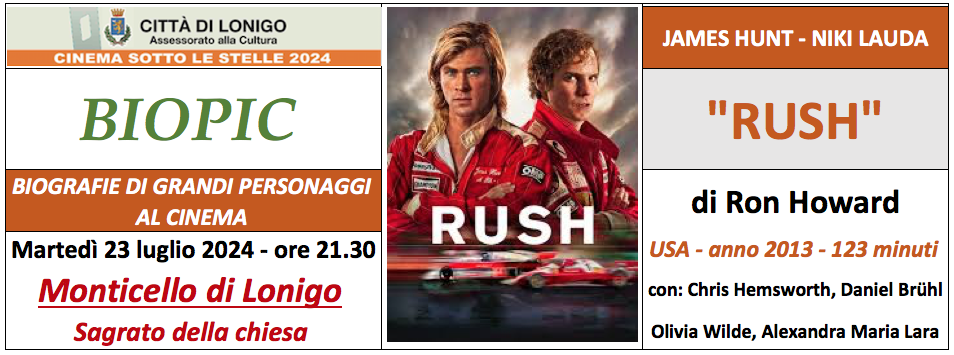 CITTÀ DI LONIGO
Assessorato alla Cultura
CINEMA SOTTO LE STELLE 2024
BIOPIC
BIOGRAFIE DI GRANDI PERSONAGGI
AL CINEMA
Martedì 23 luglio 2024 - ore 21.30
Monticello di Lonigo
Sagrato della chiesa
RUSH
JAMES HUNT - NIKI LAUDA
"RUSH"
di Ron Howard
USA - anno 2013 - 123 minuti
con: Chris Hemsworth, Daniel Brühl
Olivia Wilde, Alexandra Maria Lara